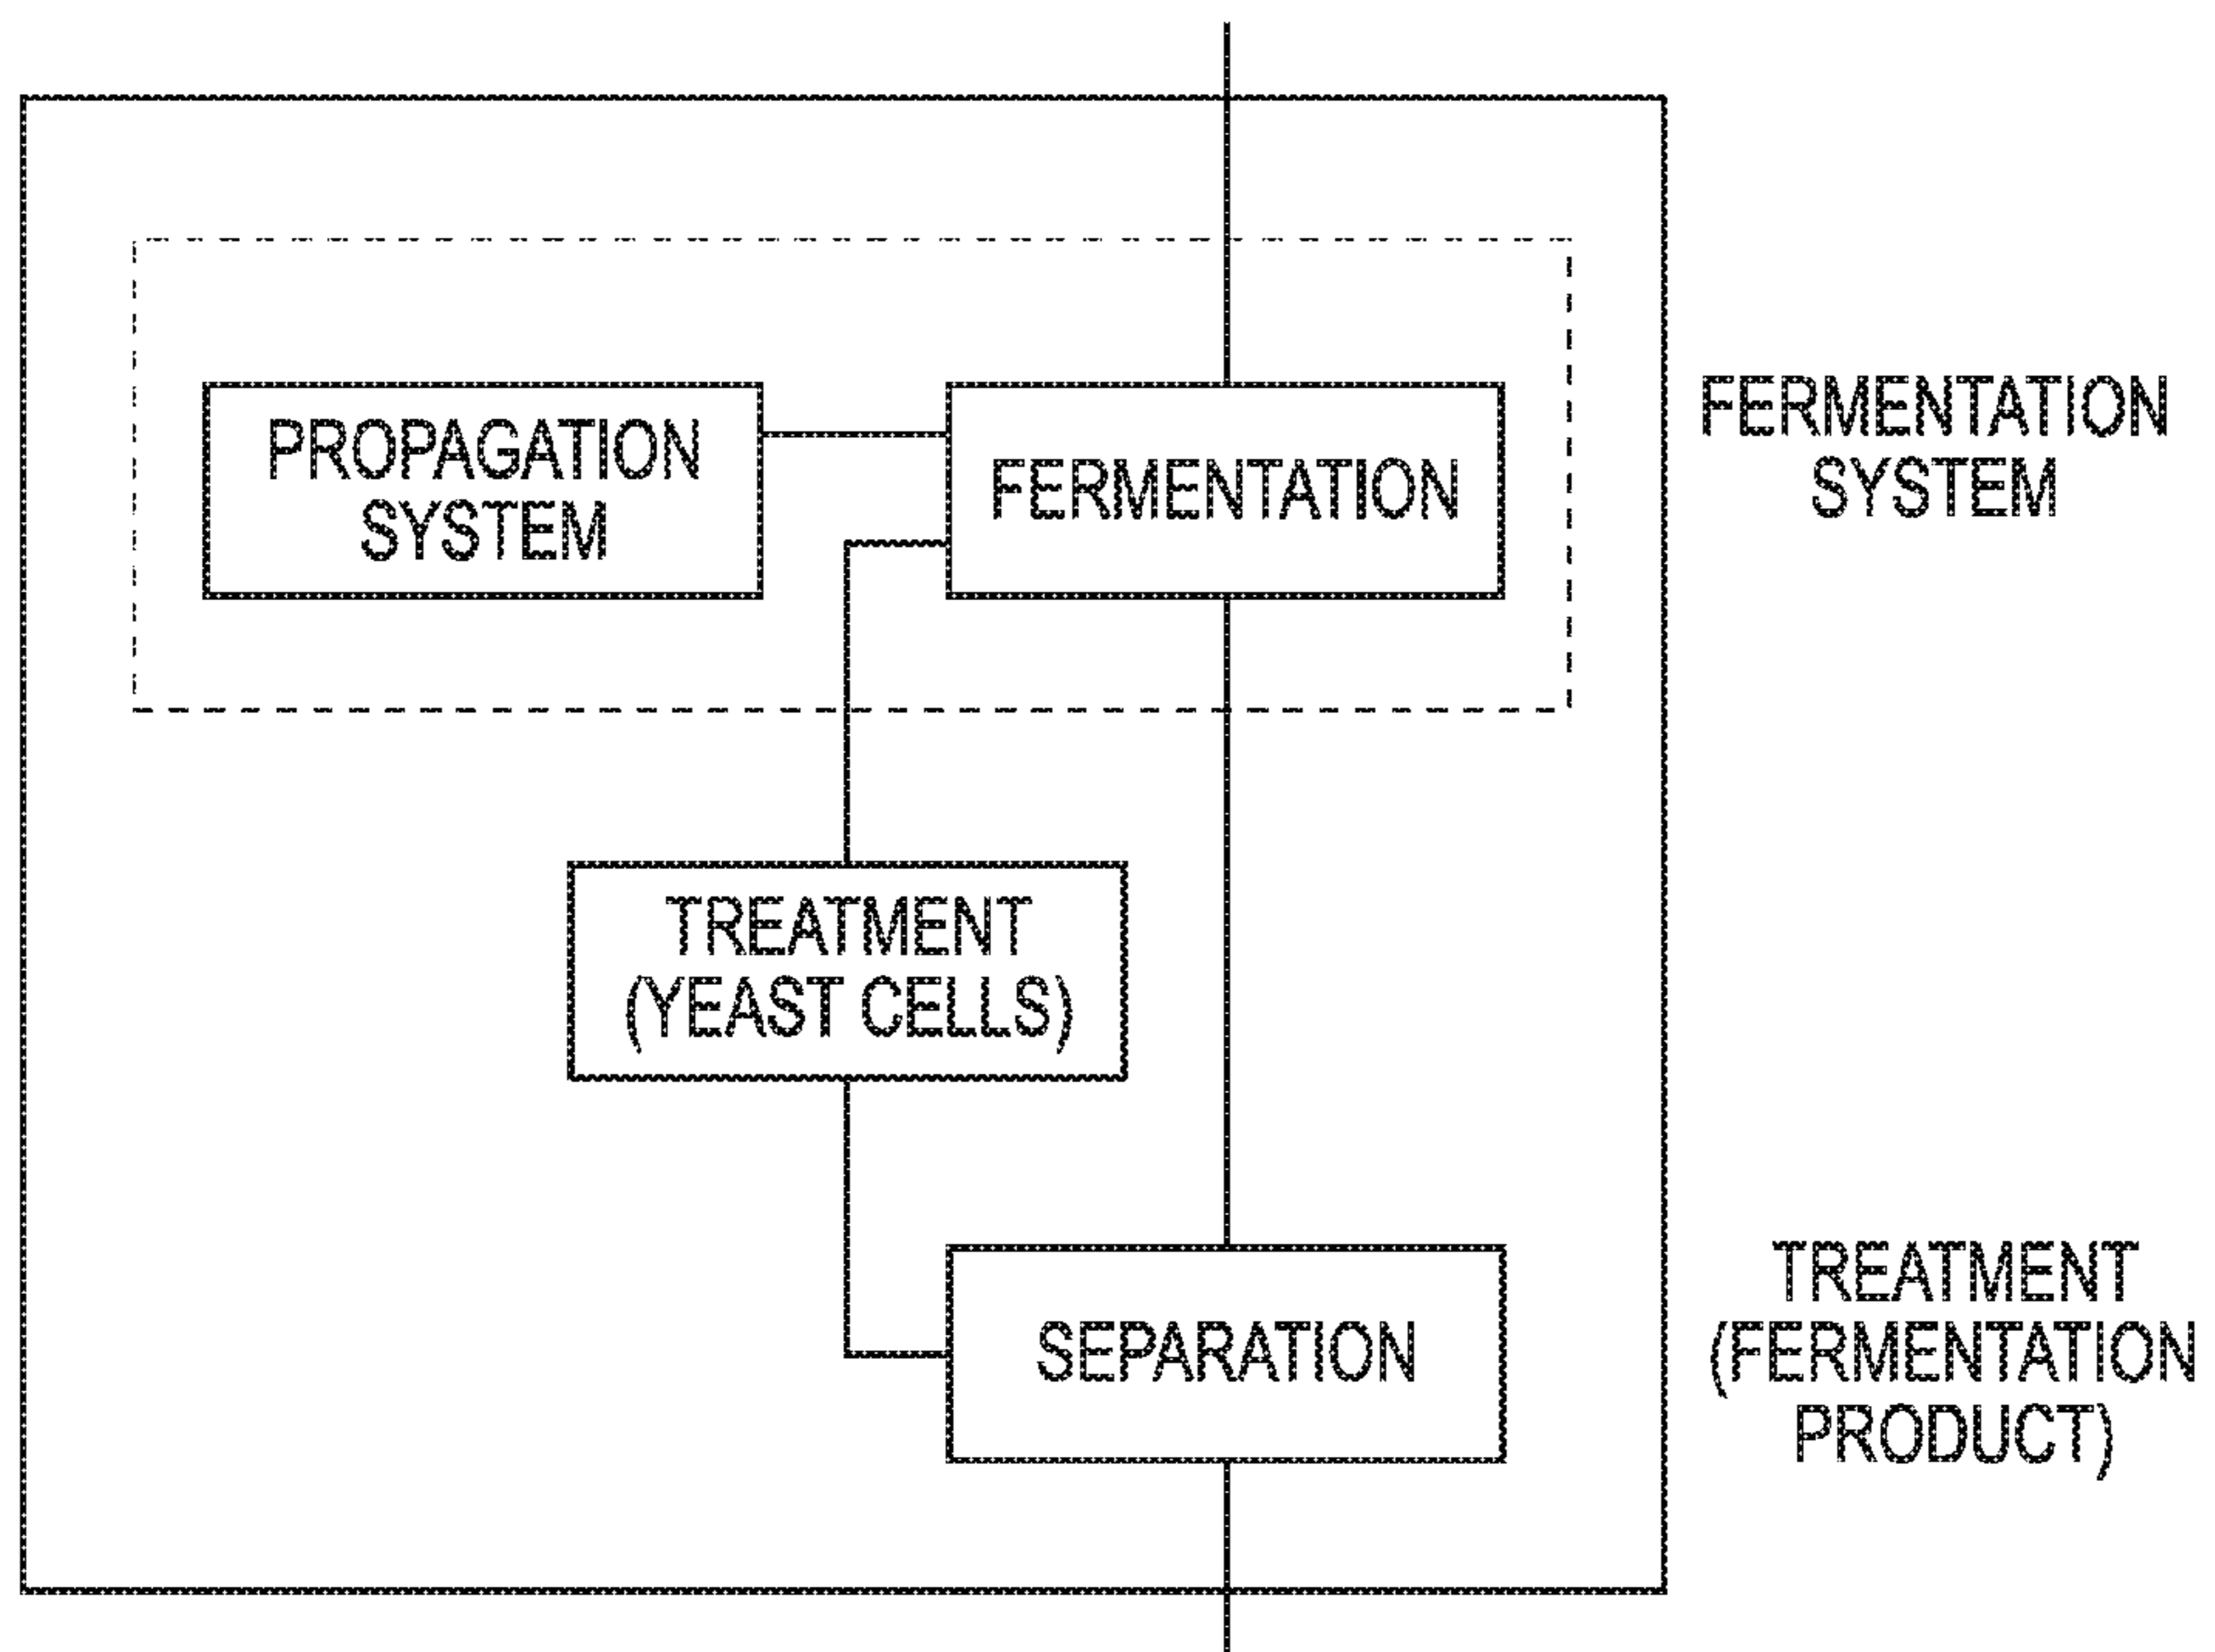 PROPAGATION
SYSTEM
FERMENTATION
FERMENTATION
SYSTEM
TREATMENT
(YEAST CELLS)
SEPARATION
TREATMENT
(FERMENTATION
PRODUCT)